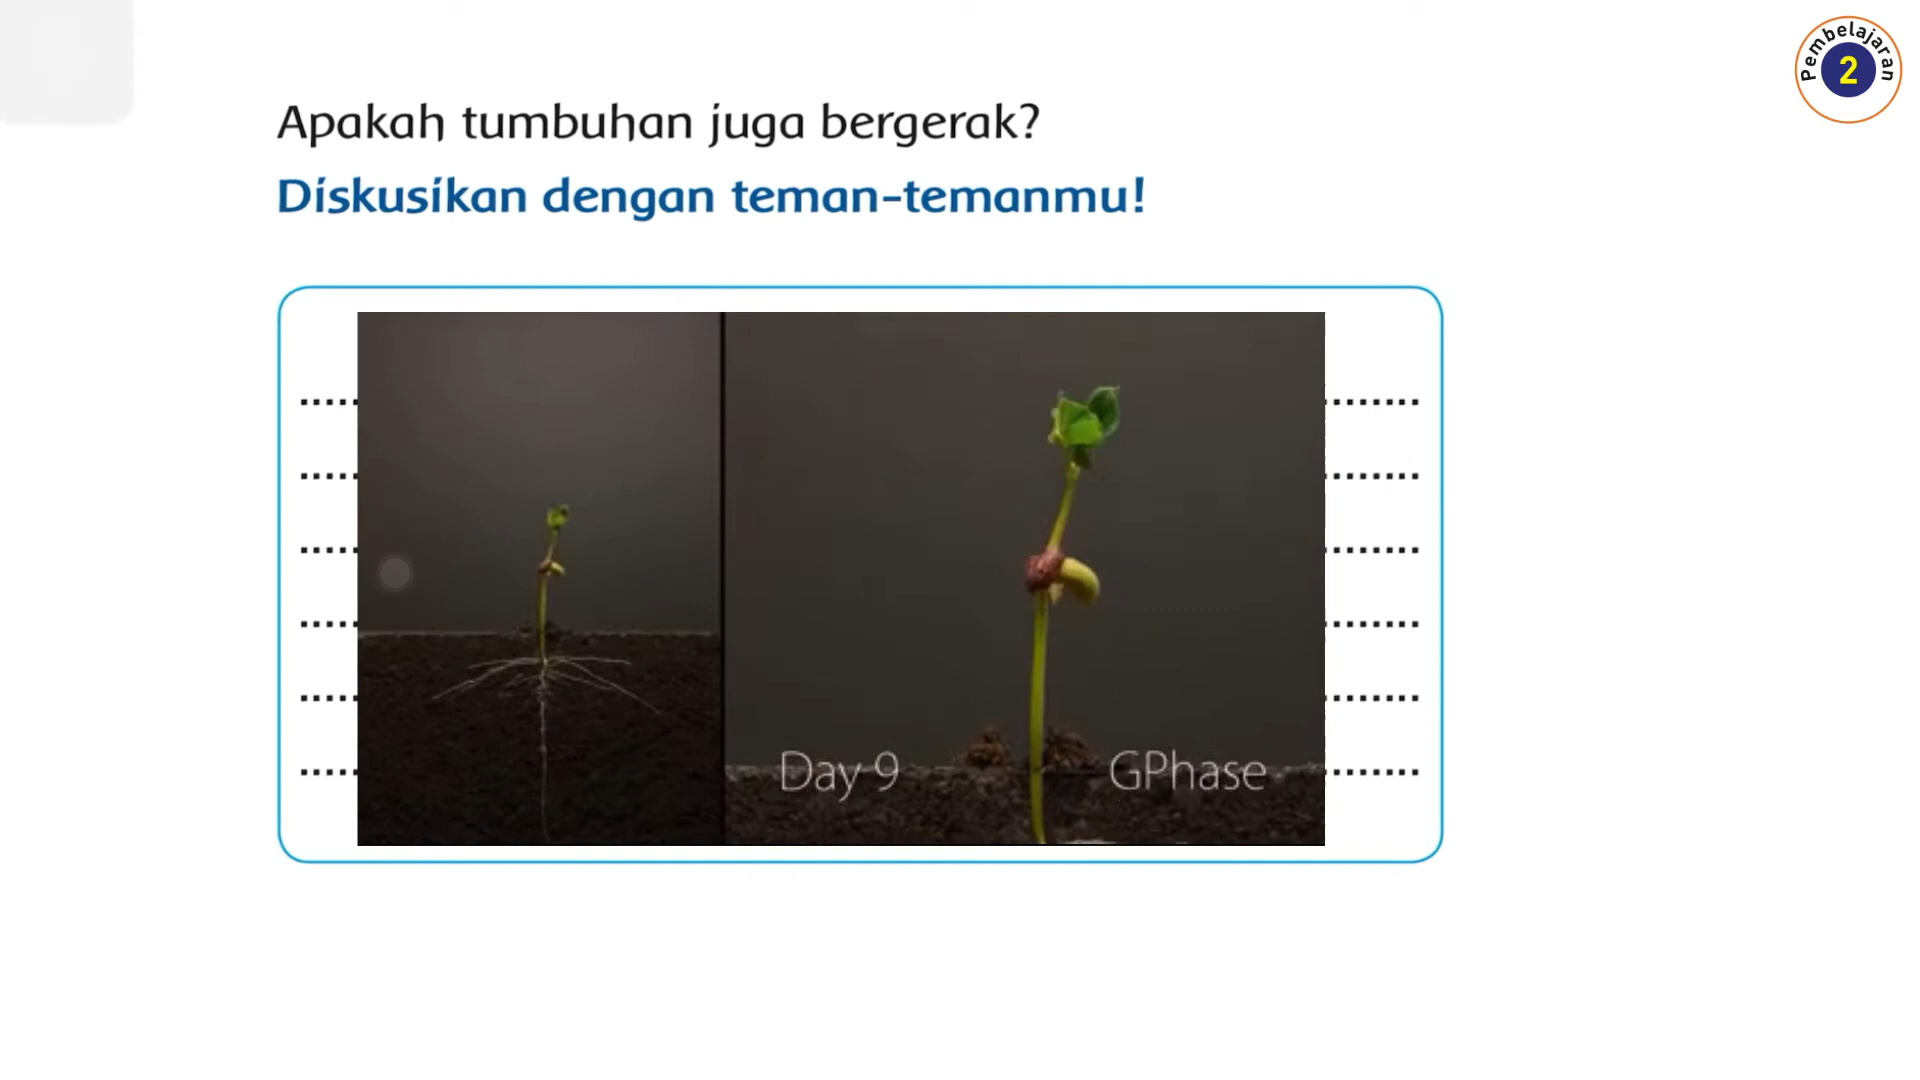 Pembelajaran
2
Apakah tumbuhan juga bergerak?
Diskusikan dengan teman-temanmu!
Day 9
GPhase